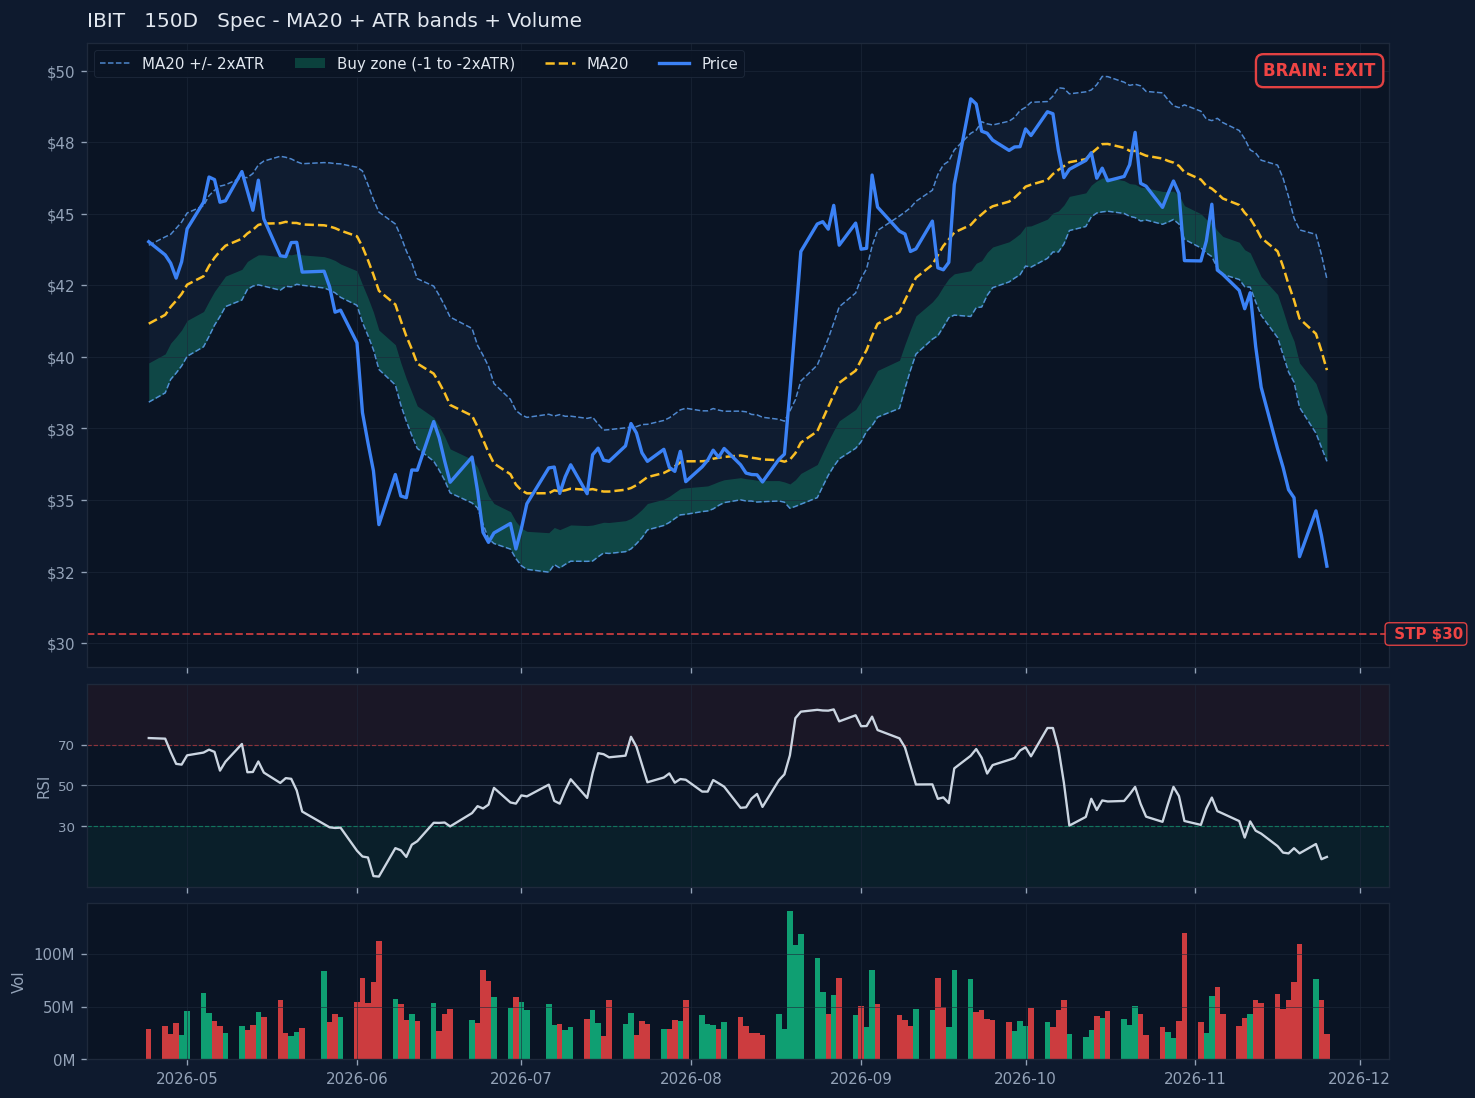 IBIT   150D   Spec - MA20 + ATR bands + Volume
MA20 +/- 2xATR
Buy zone (-1 to -2xATR)
MA20
Price
BRAIN: EXIT
$50
$48
$45
$42
$40
$38
$35
$32
$30
STP $30
RSI
70
50
30
Vol
100M
50M
0M
2026-05
2026-06
2026-07
2026-08
2026-09
2026-10
2026-11
2026-12